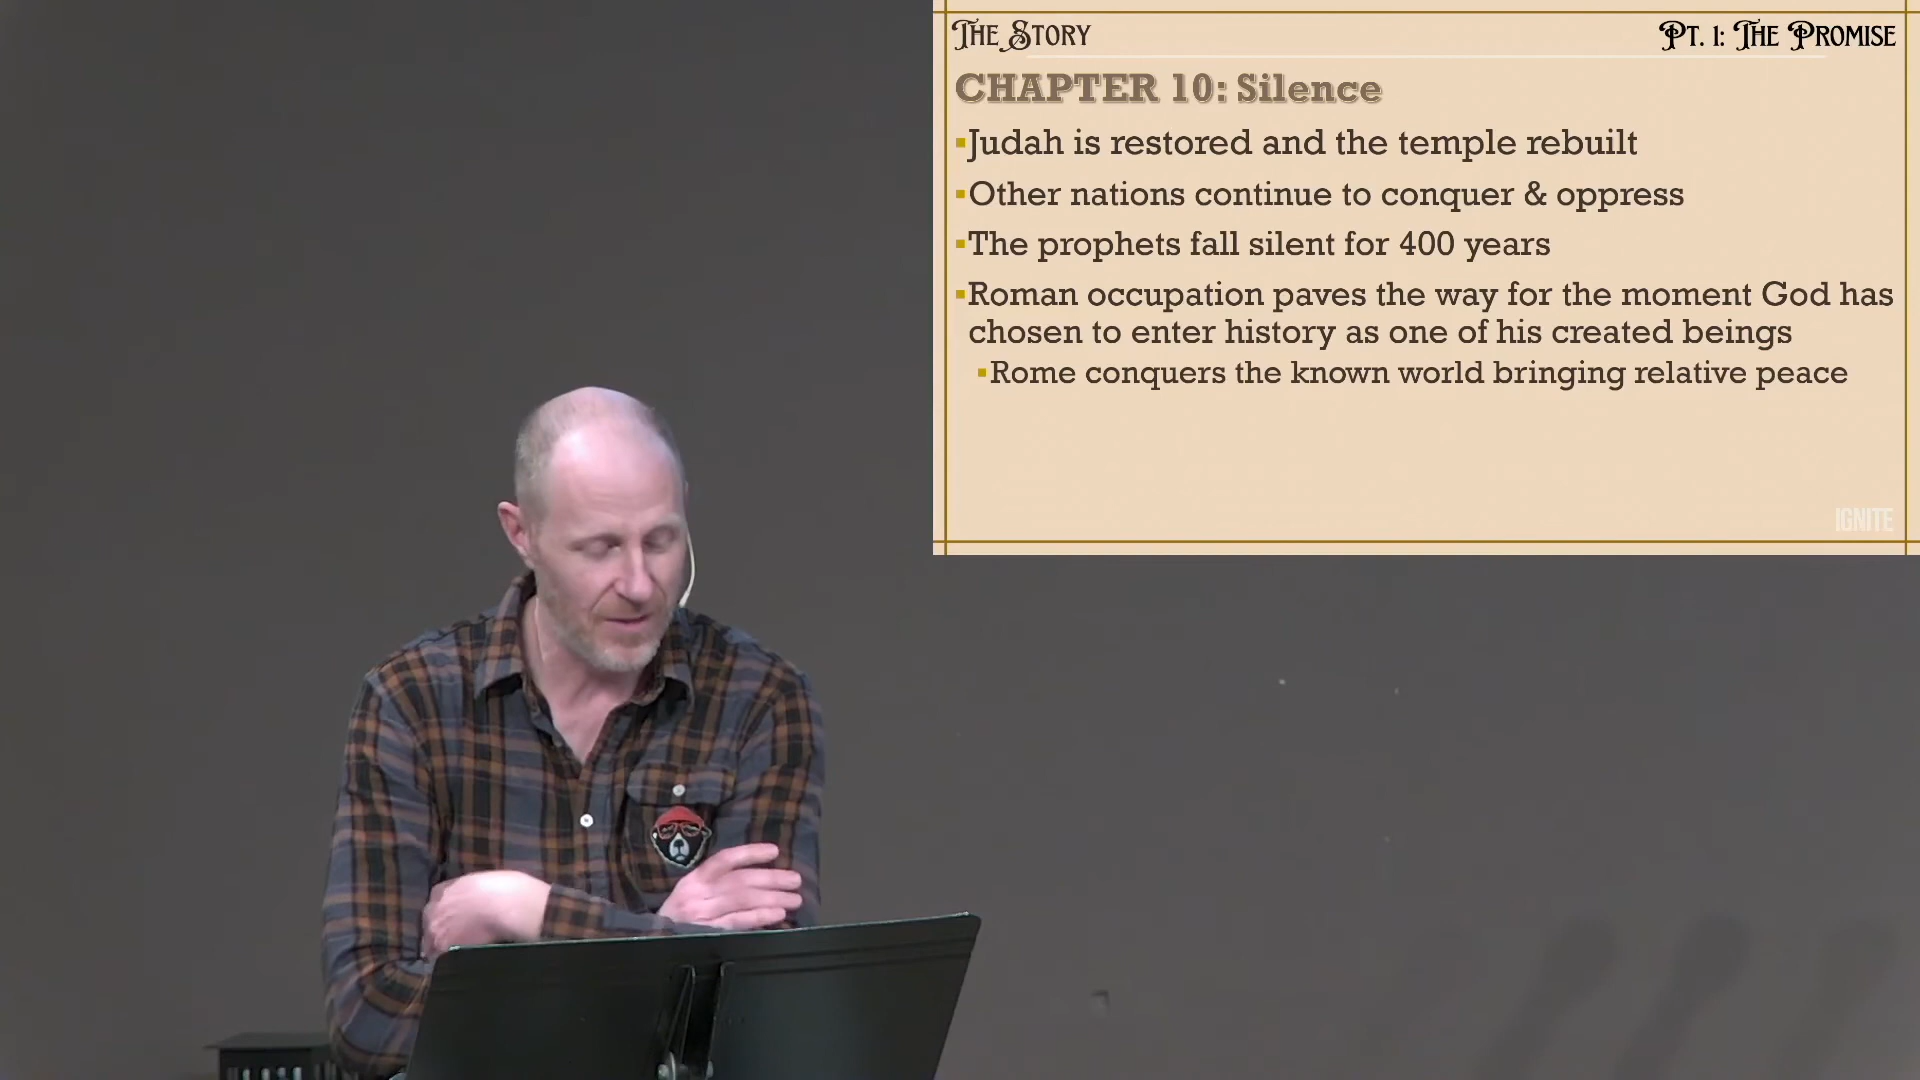 The Story
Pt. 1: The Promise
CHAPTER 10: Silence
▪Judah is restored and the temple rebuilt
▪Other nations continue to conquer & oppress
▪The prophets fall silent for 400 years
▪Roman occupation paves the way for the moment God has
chosen to enter history as one of his created beings
▪Rome conquers the known world bringing relative peace
IGNITE